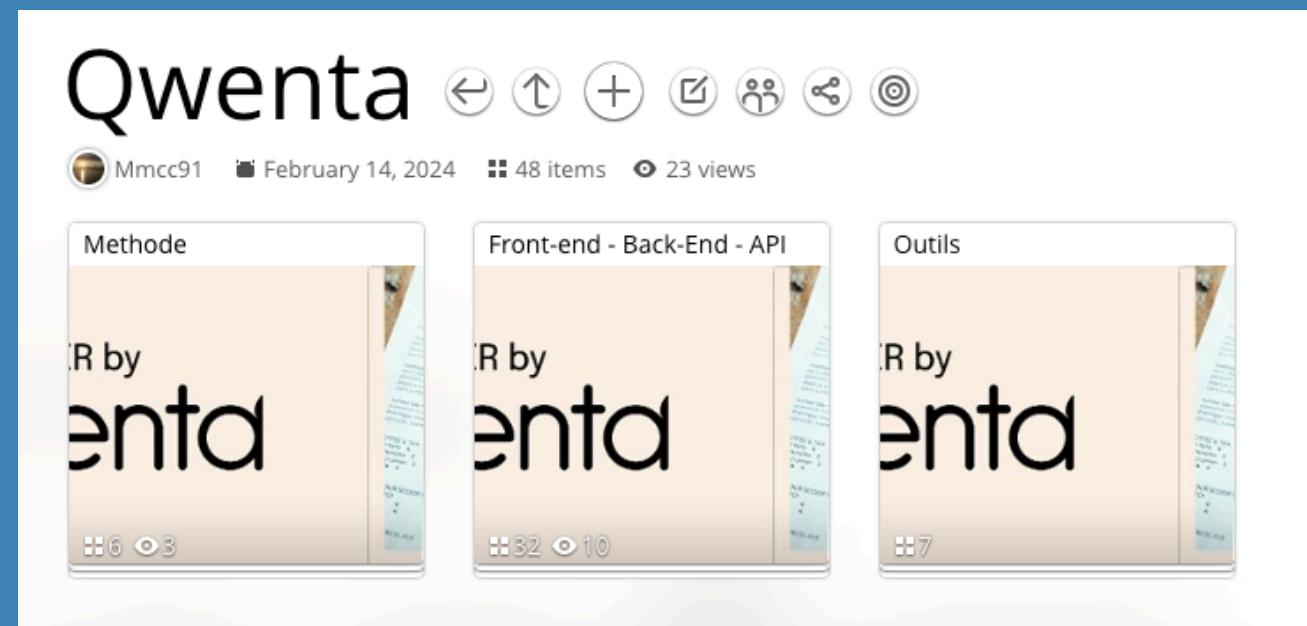 Qwenta
Mmcc91 February 14, 2024 48 items 23 views
Methode
R by
enta
6 3
Front-end - Back-End - API
R by
enta
32 10
Outils
R by
enta
7